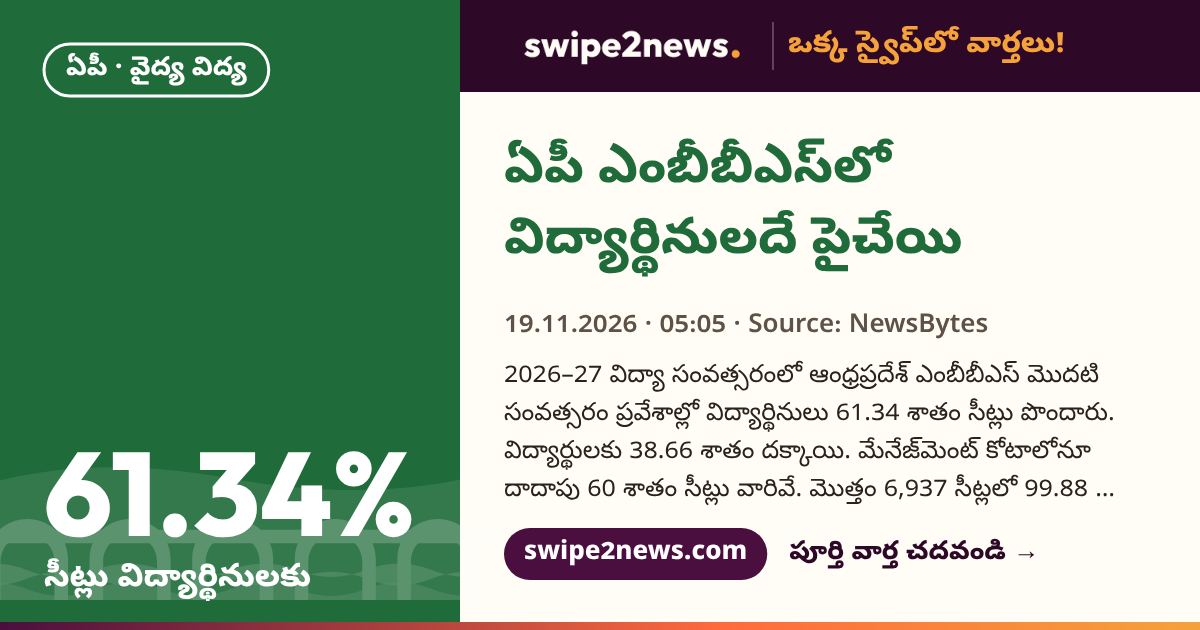 ఏపీ · వైద్య విద్య
61.34%
సీట్లు విద్యార్థినులకు
swipe2news.
ఒక్క స్వైప్‌లో వార్తలు!
ఏపీ ఎంబీబీఎస్‌లో
విద్యార్థినులదే పైచేయి
19.11.2026 · 05:05 · Source: NewsBytes
2026–27 విద్యా సంవత్సరంలో ఆంధ్రప్రదేశ్ ఎంబీబీఎస్ మొదటి
సంవత్సరం ప్రవేశాల్లో విద్యార్థినులు 61.34 శాతం సీట్లు పొందారు.
విద్యార్థులకు 38.66 శాతం దక్కాయి. మేనేజ్‌మెంట్ కోటాలోనూ
దాదాపు 60 శాతం సీట్లు వారివే. మొత్తం 6,937 సీట్లలో 99.88 ...
swipe2news.com
పూర్తి వార్త చదవండి →